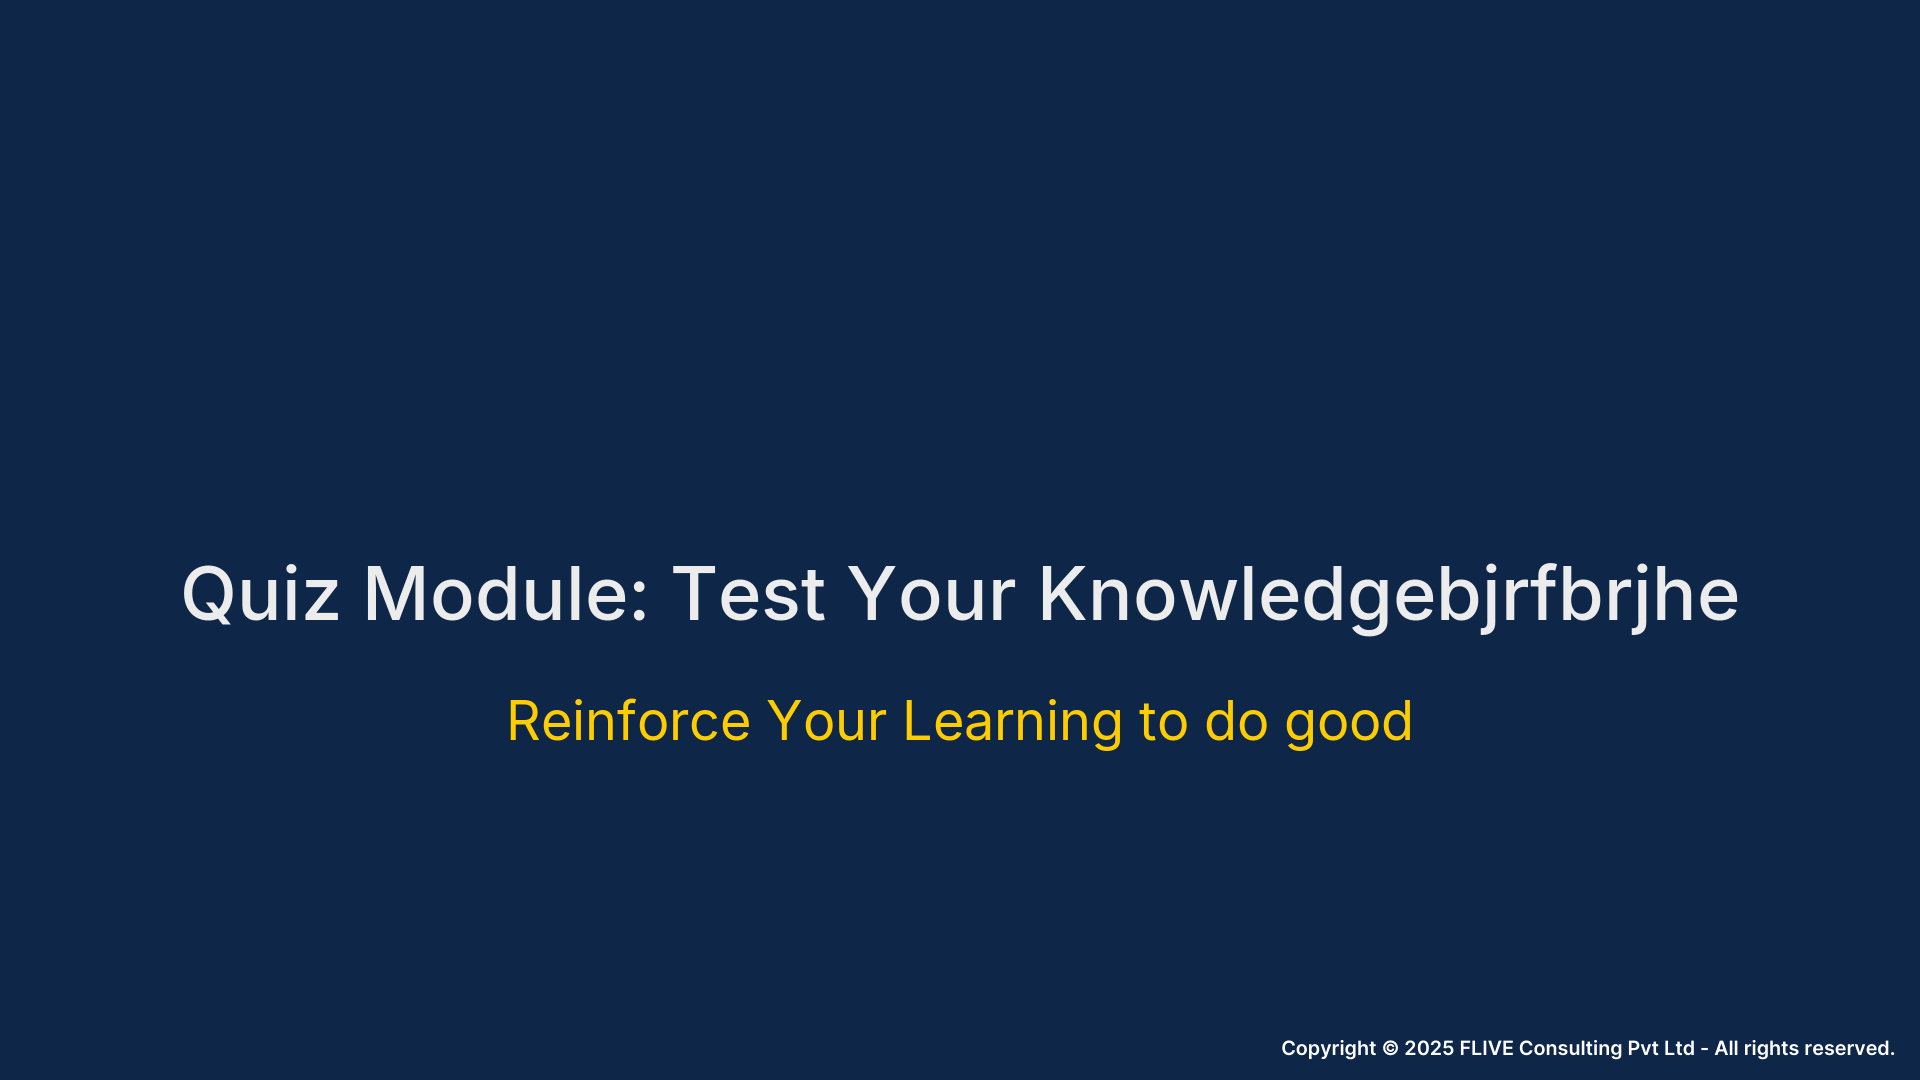 Quiz Module: Test Your Knowledgebjrfbrjhe
Reinforce Your Learning to do good
Copyright © 2025 FLIVE Consulting Pvt Ltd - All rights reserved.